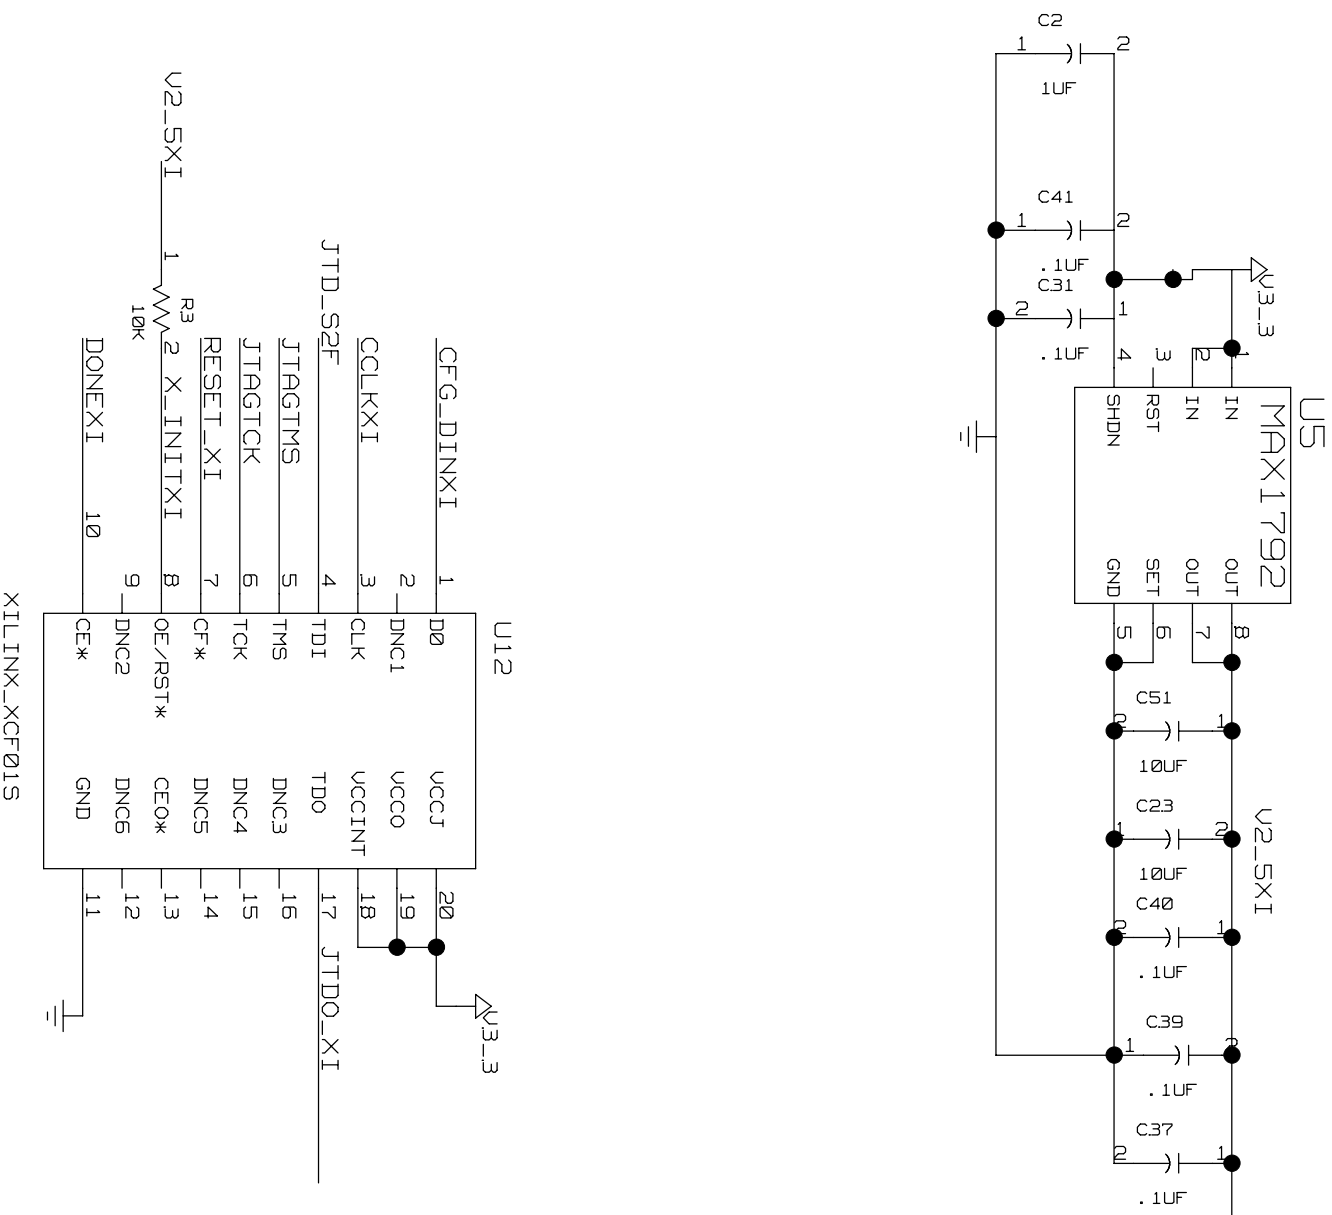 C2
1
2
1UF
C41
1
2
.1UF
C31
2
1
.1UF
V3_3
4
3
2
1
U5
MAX1792
SHDN
RST
IN
IN
GND
SET
OUT
OUT
5
6
7
8
C51
2
1
10UF
C23
1
2
10UF
V2_5XI
C40
2
1
.1UF
C39
1
2
.1UF
C37
2
1
.1UF
V2_5XI
1
R3
10K
2
X_INITXI
DONEXI
RESET_XI
JTAGTCK
JTAGTMS
JTD_S2F
CCLKXI
CFG_DINXI
10
9
8
7
6
5
4
3
2
1
U12
XILINX_XCF01S
CE*
DNC2
OE/RST*
CF*
TCK
TMS
TDI
CLK
DNC1
D0
GND
DNC6
CEO*
DNC5
DNC4
DNC3
TDO
VCCINT
VCCO
VCCJ
11
12
13
14
15
16
17
18
19
20
JTDO_XI
V3_3